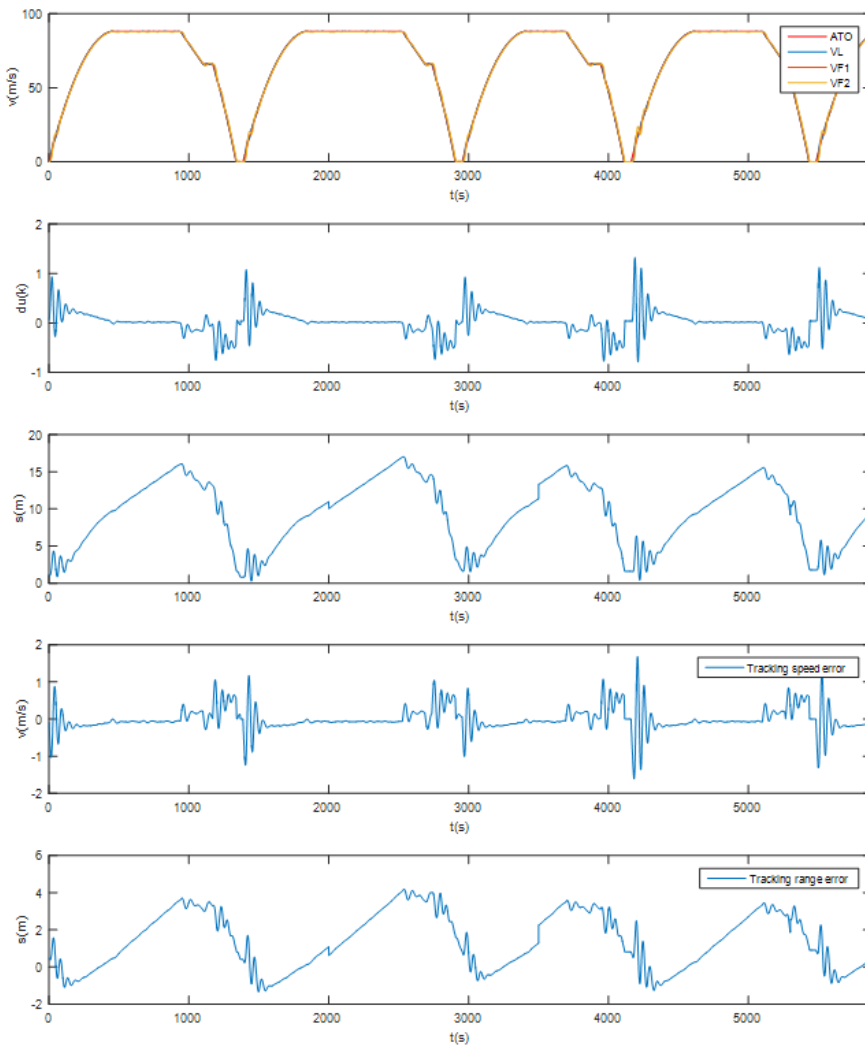 100
50
0
v(m/s)
ATO
VL
VF1
VF2
0 1000 2000 3000 4000 5000
t(s)
2
1
0
-1
du(k)
0 1000 2000 3000 4000 5000
t(s)
20
15
10
5
0
s(m)
0 1000 2000 3000 4000 5000
t(s)
2
1
0
-1
-2
v(m/s)
Tracking speed error
0 1000 2000 3000 4000 5000
t(s)
6
4
2
0
-2
s(m)
Tracking range error
0 1000 2000 3000 4000 5000
t(s)